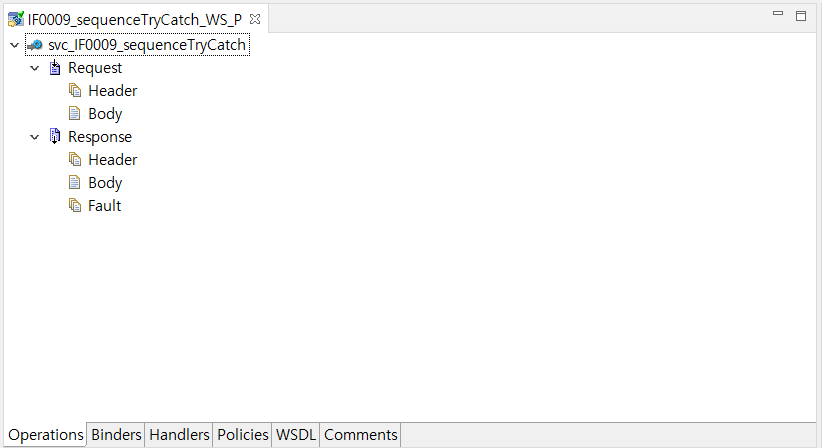 IF0009_sequenceTryCatch_WS_P
svc_IF0009_sequenceTryCatch
Request
Header
Body
Response
Header
Body
Fault
Operations Binders Handlers Policies WSDL Comments